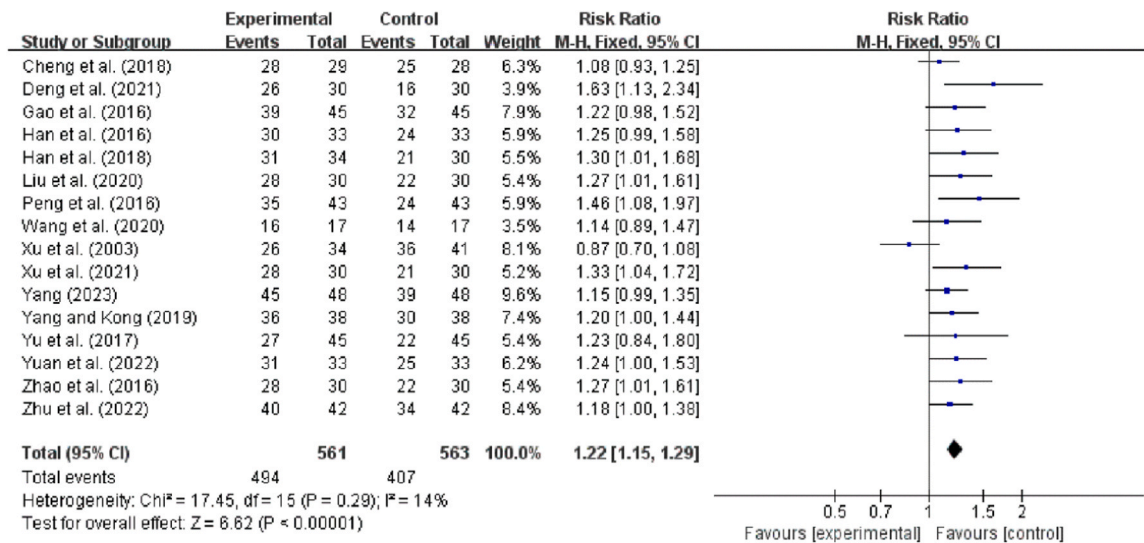 Experimental Control Risk Ratio Risk Ratio
Study or Subgroup Events Total Events Total Weight M-H, Fixed, 95% CI M-H, Fixed, 95% CI
Cheng et al. (2018) 28 29 25 28 6.3% 1.08 [0.93, 1.25]
Deng et al. (2021) 26 30 16 30 3.9% 1.63 [1.13, 2.34]
Gao et al. (2016) 39 45 32 45 7.9% 1.22 [0.98, 1.52]
Han et al. (2016) 30 33 24 33 5.9% 1.25 [0.99, 1.58]
Han et al. (2018) 31 34 21 30 5.5% 1.30 [1.01, 1.68]
Liu et al. (2020) 28 30 22 30 5.4% 1.27 [1.01, 1.61]
Peng et al. (2016) 35 43 24 43 5.9% 1.46 [1.08, 1.97]
Wang et al. (2020) 16 17 14 17 3.5% 1.14 [0.89, 1.47]
Xu et al. (2003) 26 34 36 41 8.1% 0.87 [0.70, 1.08]
Xu et al. (2021) 28 30 21 30 5.2% 1.33 [1.04, 1.72]
Yang (2023) 45 48 39 48 9.6% 1.15 [0.99, 1.35]
Yang and Kong (2019) 36 38 30 38 7.4% 1.20 [1.00, 1.44]
Yu et al. (2017) 27 45 22 45 5.4% 1.23 [0.84, 1.80]
Yuan et al. (2022) 31 33 25 33 6.2% 1.24 [1.00, 1.53]
Zhao et al. (2016) 28 30 22 30 5.4% 1.27 [1.01, 1.61]
Zhu et al. (2022) 40 42 34 42 8.4% 1.18 [1.00, 1.38]
Total (95% CI) 561 563 100.0% 1.22 [1.15, 1.29]
Total events 494 407
Heterogeneity: Chi² = 17.45, df = 15 (P = 0.29); I² = 14%
Test for overall effect: Z = 6.62 (P < 0.00001)
0.5 0.7 1 1.5 2
Favours [experimental] Favours [control]